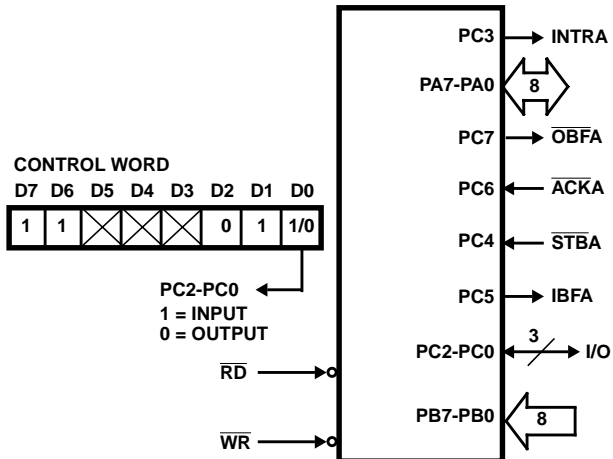 PC3 INTRA
PA7-PA0 8
PC7 OBFA
CONTROL WORD
D7 D6 D5 D4 D3 D2 D1 D0
1 1 0 1 1/0
PC6 ACKA
PC4 STBA
PC2-PC0
1 = INPUT
0 = OUTPUT
PC5 IBFA
PC2-PC0 3 I/O
RD
PB7-PB0 8
WR